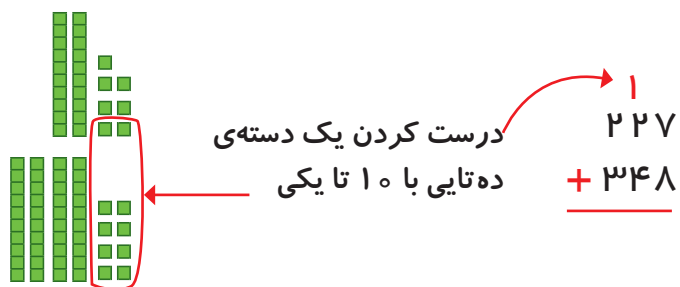 درست کردن یک دسته‌ی
ده‌تایی با ۱۰ تا یکی
۱
۲۲۷
+ ۳۴۸